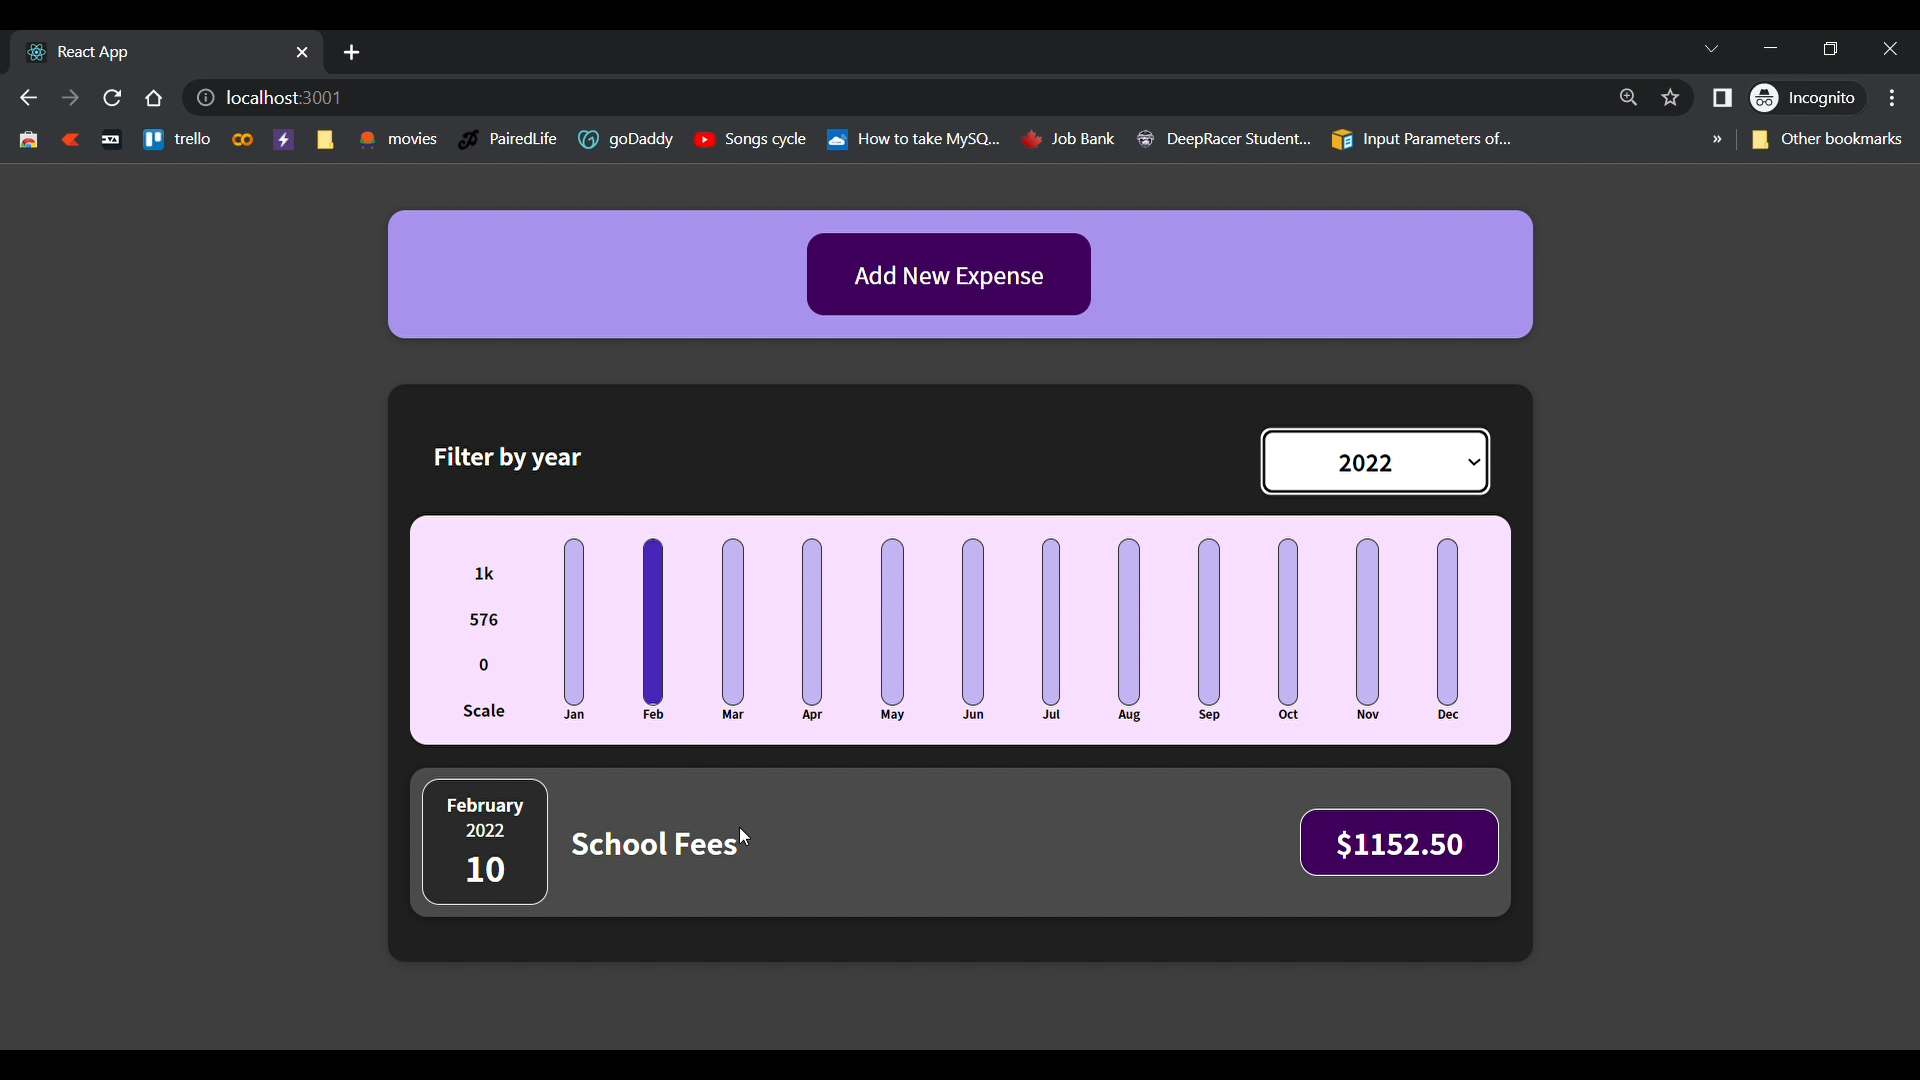 React App
localhost:3001
Incognito
trello
movies
PairedLife
goDaddy
Songs cycle
How to take MySQ...
Job Bank
DeepRacer Student...
Input Parameters of...
»
Other bookmarks
Add New Expense
Filter by year
2022
1k
576
0
Scale
Jan
Feb
Mar
Apr
May
Jun
Jul
Aug
Sep
Oct
Nov
Dec
February
2022
10
School Fees
$1152.50